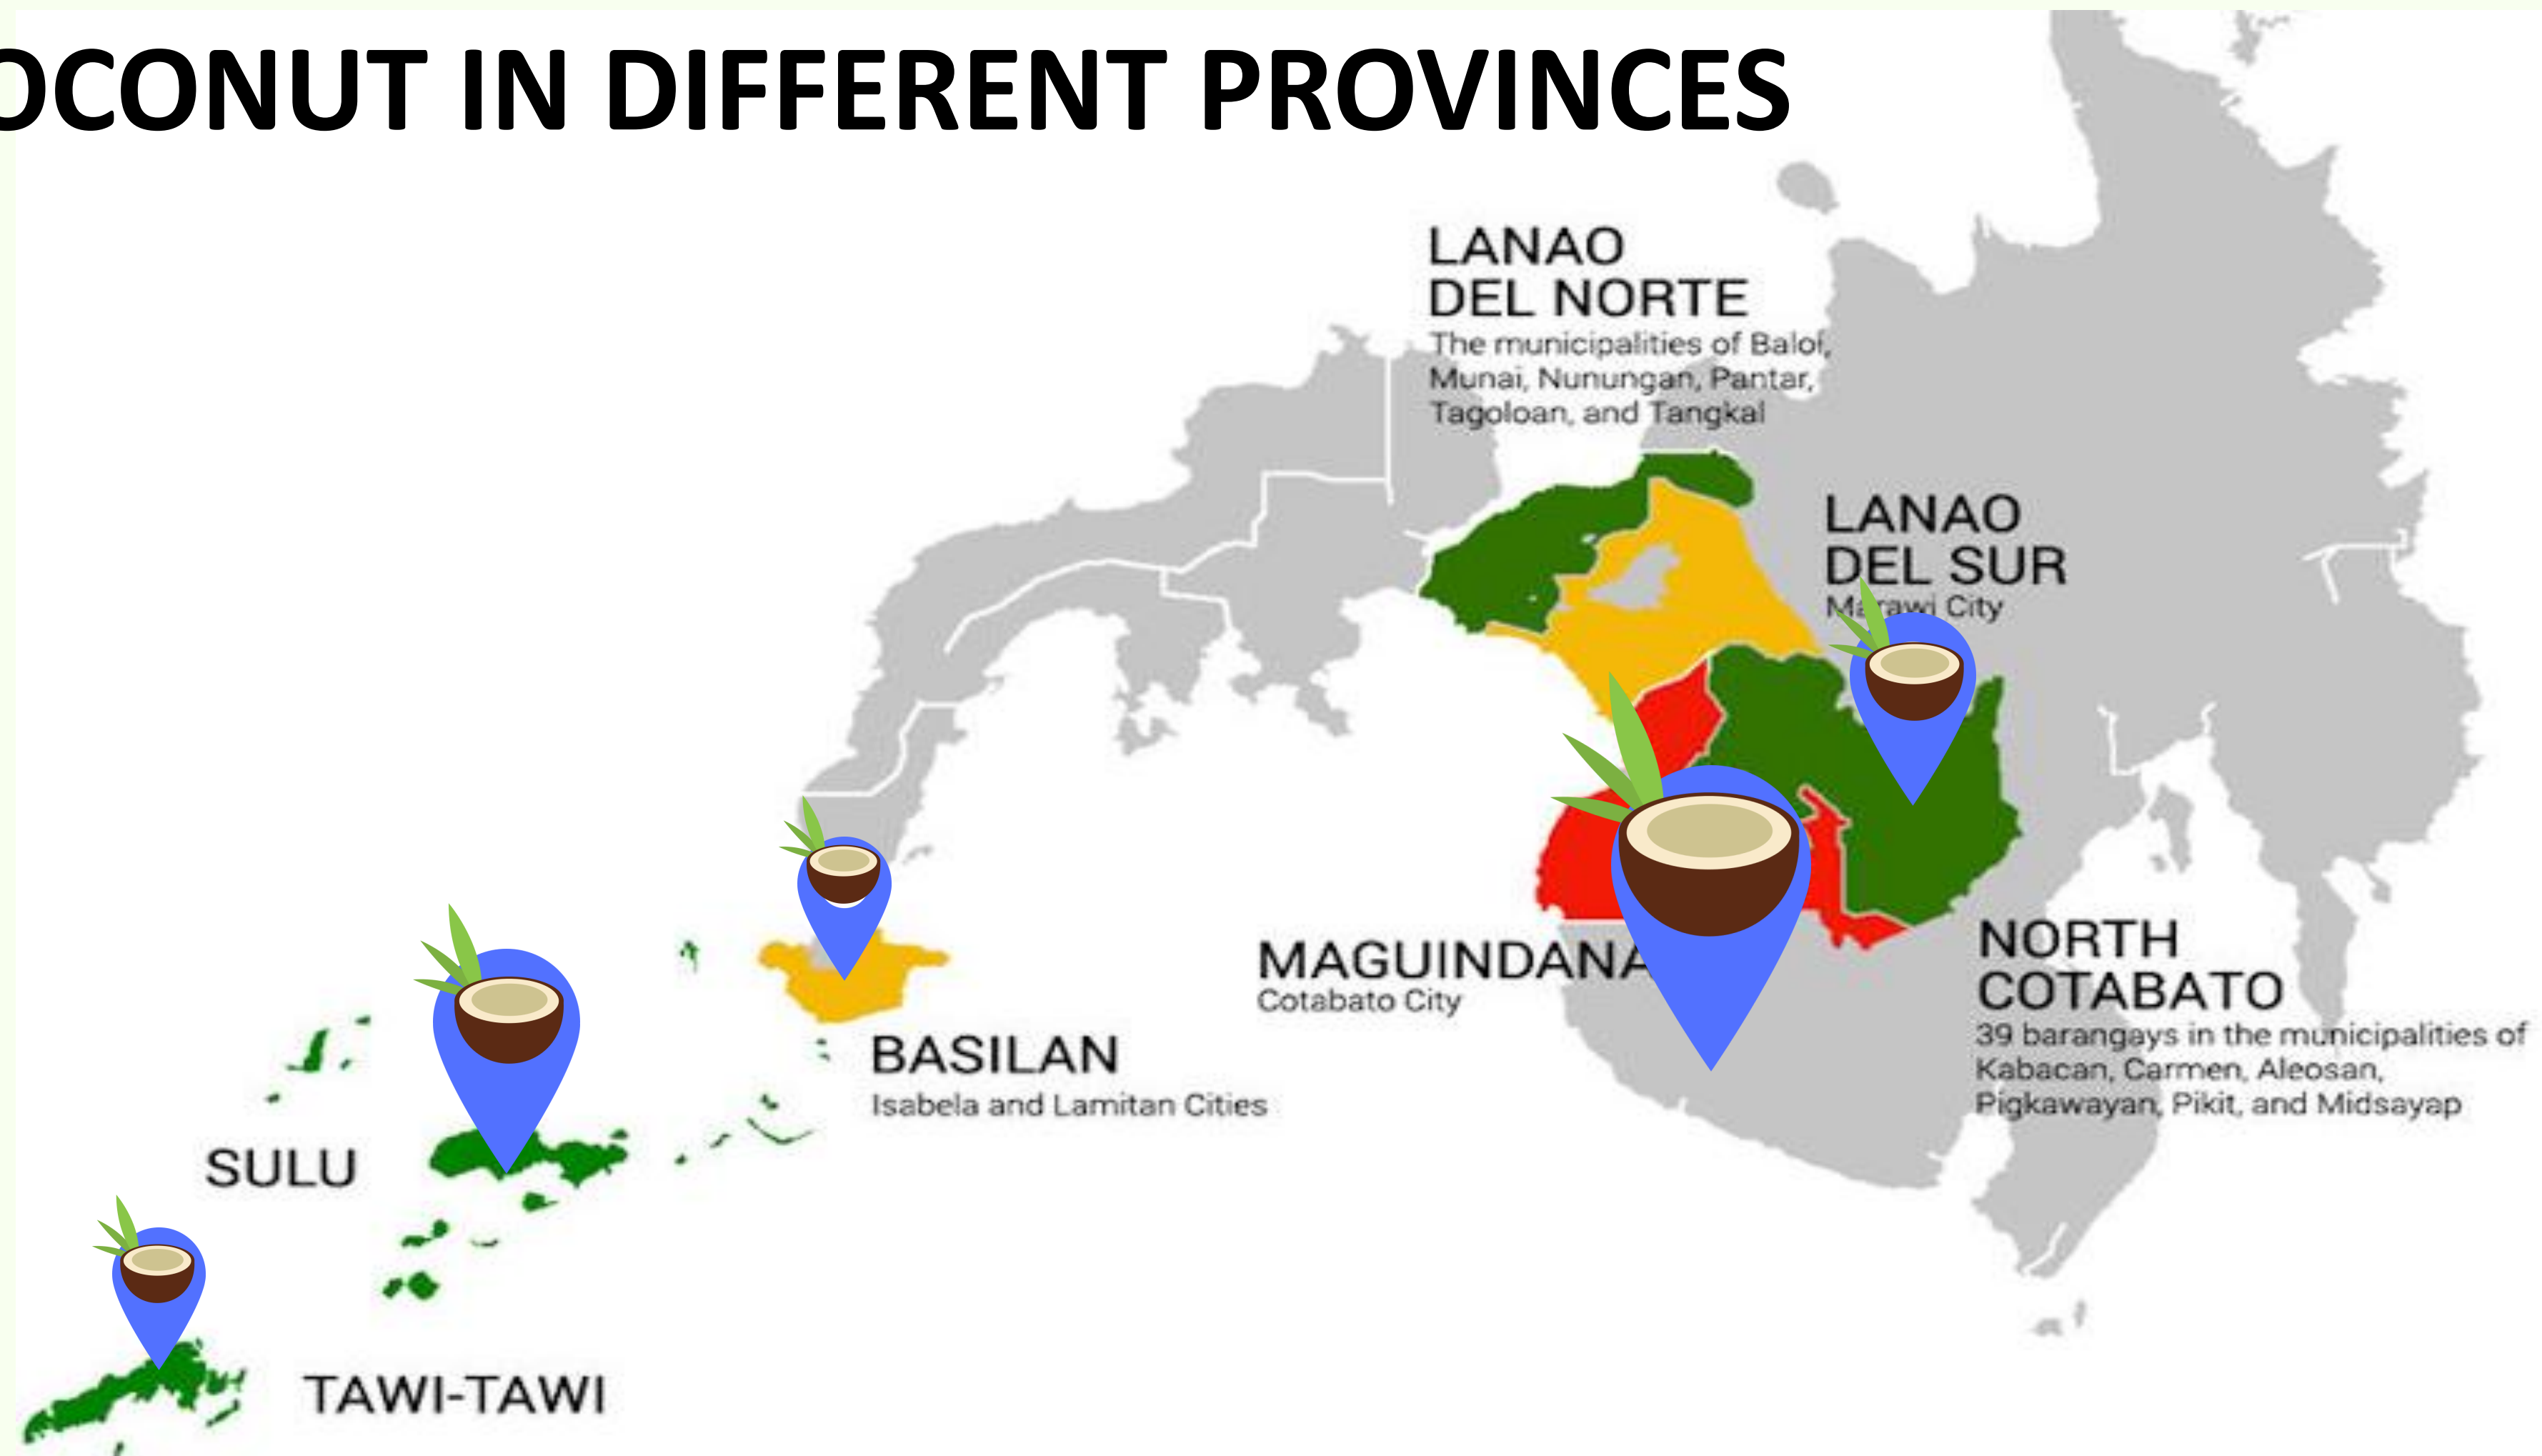 OCONUT IN DIFFERENT PROVINCES
LANAO
DEL NORTE
The municipalities of Baloi,
Munai, Nunungan, Pantar,
Tagoloan, and Tangkal
LANAO
DEL SUR
Marawi City
MAGUINDANA
Cotabato City
NORTH
COTABATO
39 barangays in the municipalities of
Kabacan, Carmen, Aleosan,
Pigkawayan, Pikit, and Midsayap
BASILAN
Isabela and Lamitan Cities
SULU
TAWI-TAWI